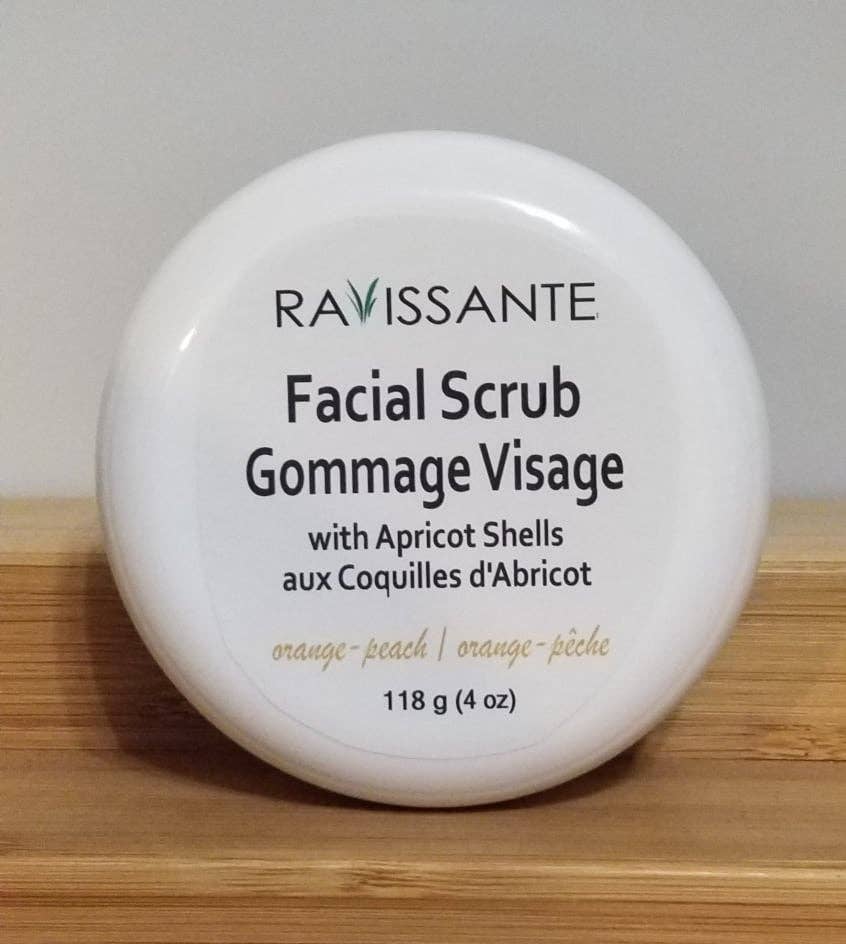 RAVISSANTE
Facial Scrub
Gommage Visage
with Apricot Shells
aux Coquilles d'Abricot
orange-peach | orange-pêche
118 g (4 oz)